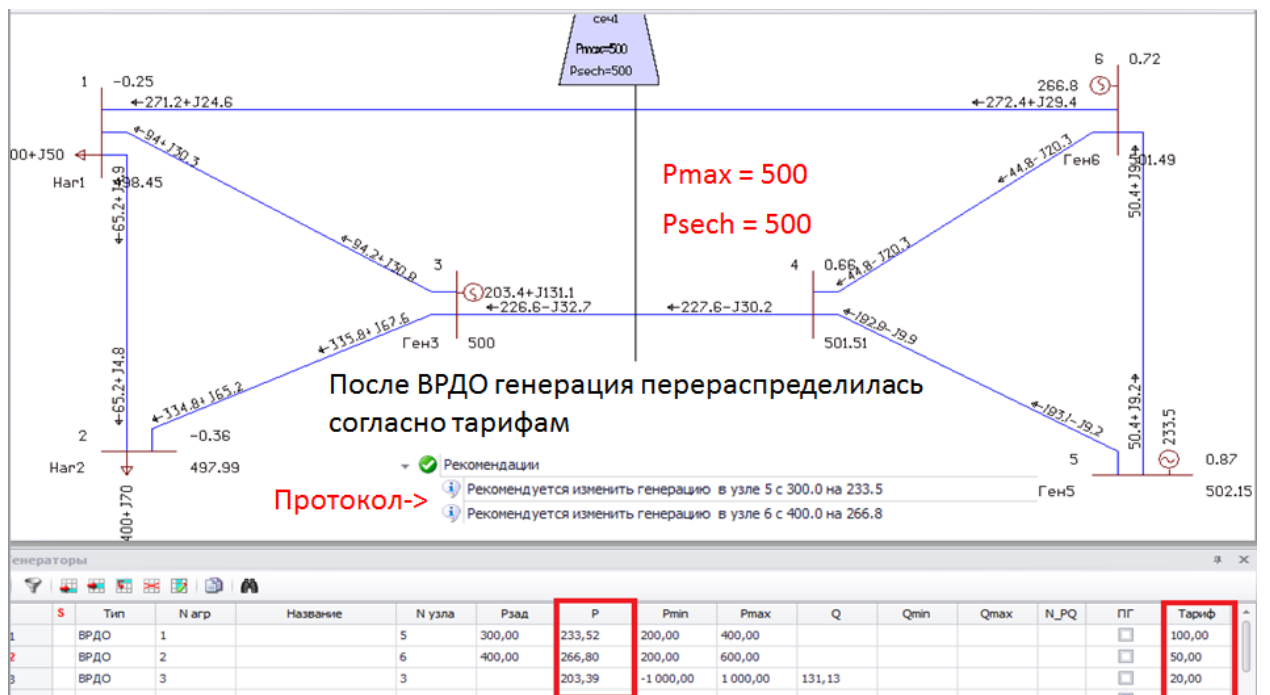 сеч1
Pmax=500
Psech=500
6 0.72
1 -0.25
266.8
←271.2+J24.6
←272.4+J29.4
←94+J30.3
←44.8-J20.3
00+J50
Ген6
01.49
Наг1
98.45
Pmax = 500
Psech = 500
←65.2+J4.9
50.4+J9.1→
←94.2+J30.8
3
4 0.66
←44.8-J20.3
203.4+J131.1
←226.6-J32.7
←227.6-J30.2
←335.8+J67.6
Ген3 500
501.51
←192.9-J9.9
После ВРДО генерация перераспределилась
согласно тарифам
←65.2+J4.8
←334.8+J65.2
←193.1-J9.2
50.4+J9.2→
233.5
2 -0.36
5 0.87
Наг2 497.99
Ген5 502.15
400+J70
Рекомендации
Протокол->
Рекомендуется изменить генерацию в узле 5 с 300.0 на 233.5
Рекомендуется изменить генерацию в узле 6 с 400.0 на 266.8
енераторы
S Тип N агр Название N узла Pзад P Pmin Pmax Q Qmin Qmax N_PQ ПГ Тариф
1 ВРДО 1 5 300,00 233,52 200,00 400,00 100,00
2 ВРДО 2 6 400,00 266,80 200,00 600,00 50,00
3 ВРДО 3 3 203,39 -1 000,00 1 000,00 131,13 20,00